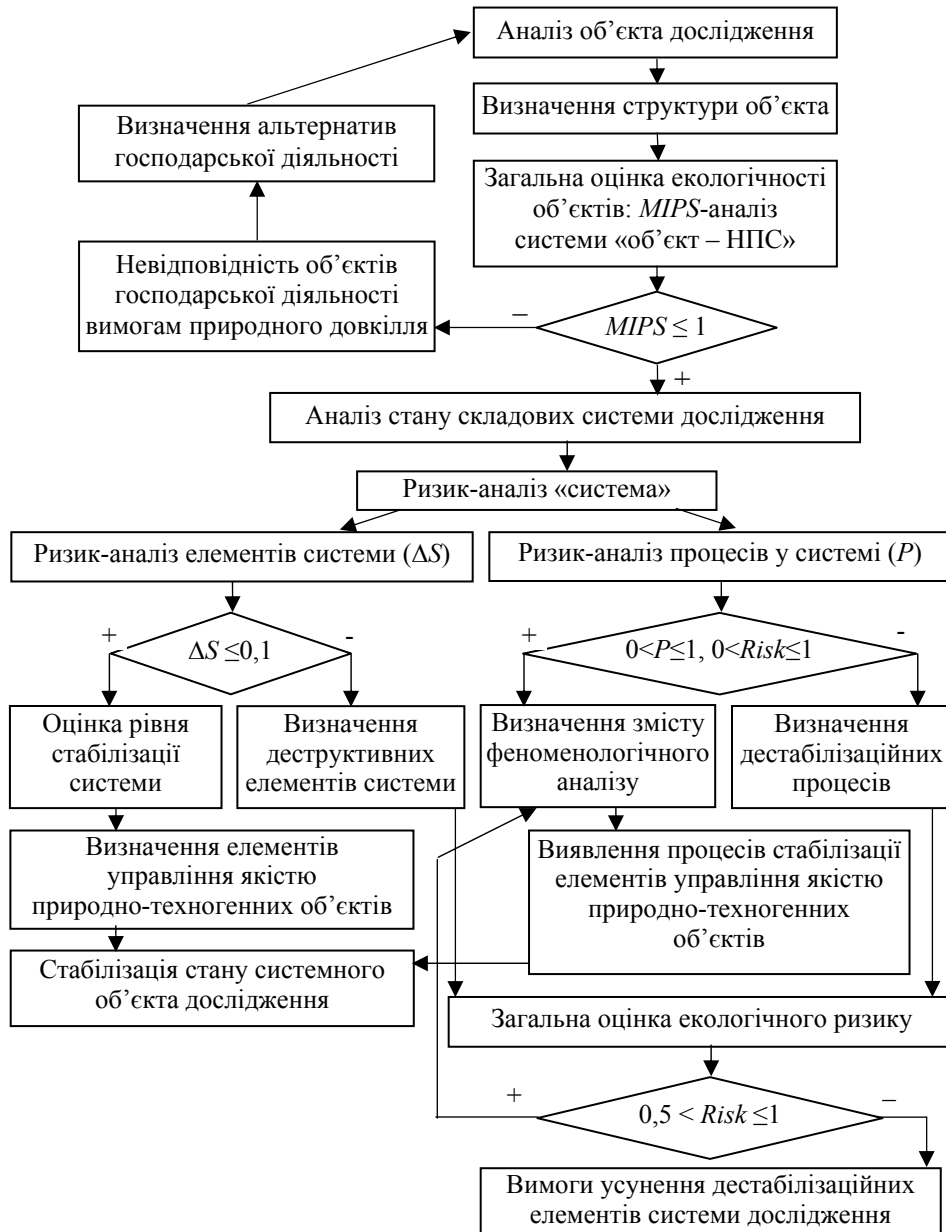 Аналіз об’єкта дослідження
Визначення структури об’єкта
Визначення альтернатив
господарської діяльності
Загальна оцінка екологічності
об’єктів: MIPS-аналіз
системи «об’єкт – НПС»
Невідповідність об’єктів
господарської діяльності
вимогам природного довкілля
–
MIPS ≤ 1
+
Аналіз стану складових системи дослідження
Ризик-аналіз «система»
Ризик-аналіз елементів системи (ΔS)
Ризик-аналіз процесів у системі (P)
+
ΔS ≤0,1
-
+
0<P≤1, 0<Risk≤1
-
Оцінка рівня
стабілізації
системи
Визначення
деструктивних
елементів системи
Визначення змісту
феноменологічного
аналізу
Визначення
дестабілізаційних
процесів
Визначення елементів
управління якістю
природно-техногенних об’єктів
Виявлення процесів стабілізації
елементів управління якістю
природно-техногенних
об’єктів
Стабілізація стану системного
об’єкта дослідження
Загальна оцінка екологічного ризику
+
0,5 < Risk ≤1
–
Вимоги усунення дестабілізаційних
елементів системи дослідження